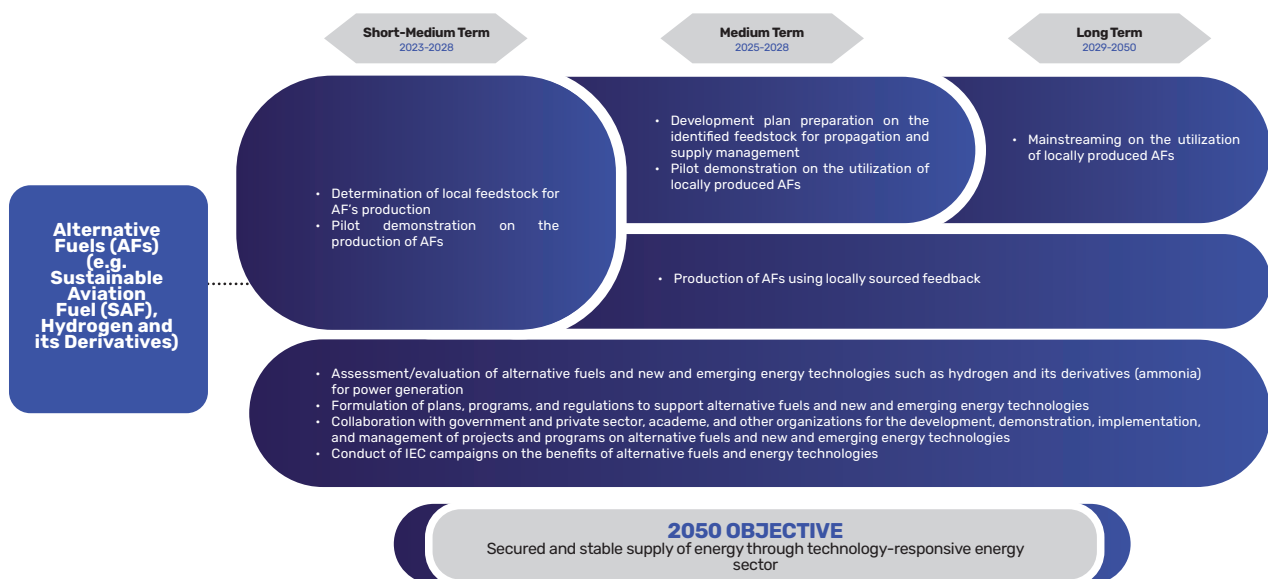 Short-Medium Term
2023-2028
Medium Term
2025-2028
Long Term
2029-2050
Alternative
Fuels (AFs)
(e.g.
Sustainable
Aviation
Fuel (SAF),
Hydrogen and
its Derivatives)
• Determination of local feedstock for
AF's production
• Pilot demonstration on the
production of AFs
• Development plan preparation on the
identified feedstock for propagation and
supply management
• Pilot demonstration on the utilization of
locally produced AFs
• Mainstreaming on the utilization
of locally produced AFs
• Production of AFs using locally sourced feedback
• Assessment/evaluation of alternative fuels and new and emerging energy technologies such as hydrogen and its derivatives (ammonia)
for power generation
• Formulation of plans, programs, and regulations to support alternative fuels and new and emerging energy technologies
• Collaboration with government and private sector, academe, and other organizations for the development, demonstration, implementation,
and management of projects and programs on alternative fuels and new and emerging energy technologies
• Conduct of IEC campaigns on the benefits of alternative fuels and energy technologies
2050 OBJECTIVE
Secured and stable supply of energy through technology-responsive energy
sector